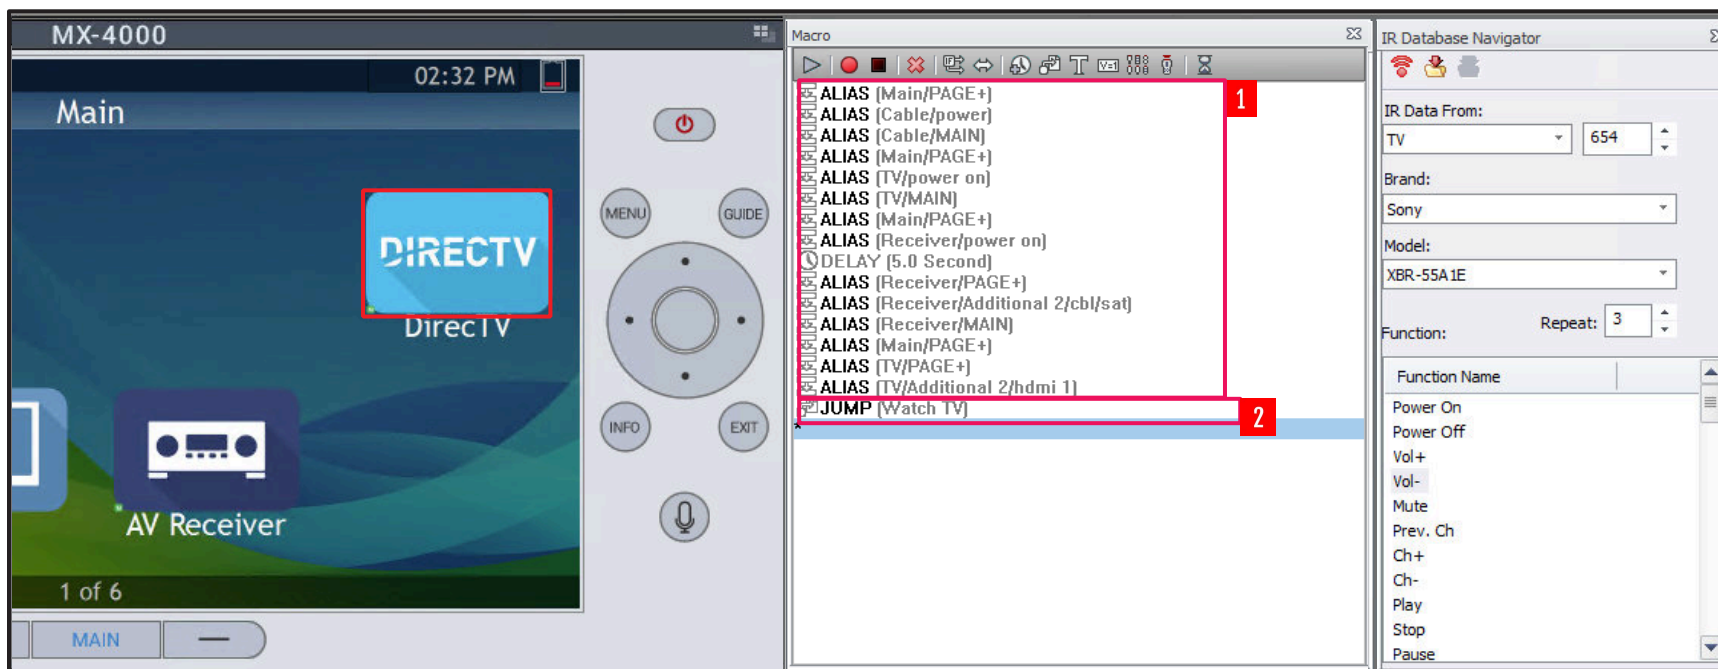 MX-4000
02:32 PM
Main
DIRECTV
DirecTV
AV Receiver
1 of 6
MAIN
MENU
GUIDE
INFO
EXIT
Macro
ALIAS (Main/PAGE+)
ALIAS (Cable/power)
ALIAS (Cable/MAIN)
ALIAS (Main/PAGE+)
ALIAS (TV/power on)
ALIAS (TV/MAIN)
ALIAS (Main/PAGE+)
ALIAS (Receiver/power on)
DELAY (5.0 Second)
ALIAS (Receiver/PAGE+)
ALIAS (Receiver/Additional 2/cbl/sat)
ALIAS (Receiver/MAIN)
ALIAS (Main/PAGE+)
ALIAS (TV/PAGE+)
ALIAS (TV/Additional 2/hdmi 1)
JUMP (Watch TV)
*
1
2
IR Database Navigator
IR Data From:
TV 654
Brand:
Sony
Model:
XBR-55A1E
Function: Repeat: 3
Function Name
Power On
Power Off
Vol+
Vol-
Mute
Prev. Ch
Ch+
Ch-
Play
Stop
Pause